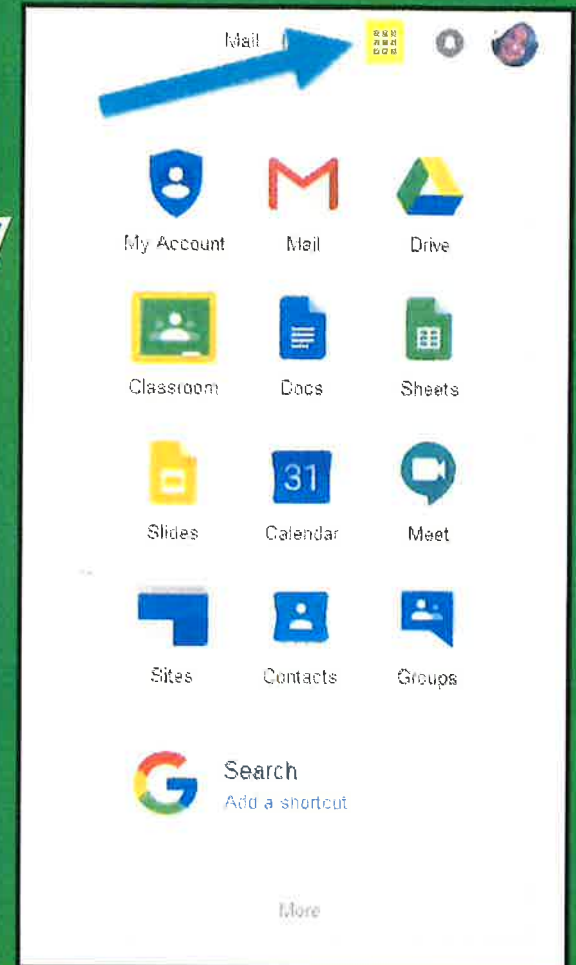 Mail
My Account Mail Drive
Classroom Docs Sheets
31
Slides Calendar Meet
Sites Contacts Groups
Search
Add a shortcut
More